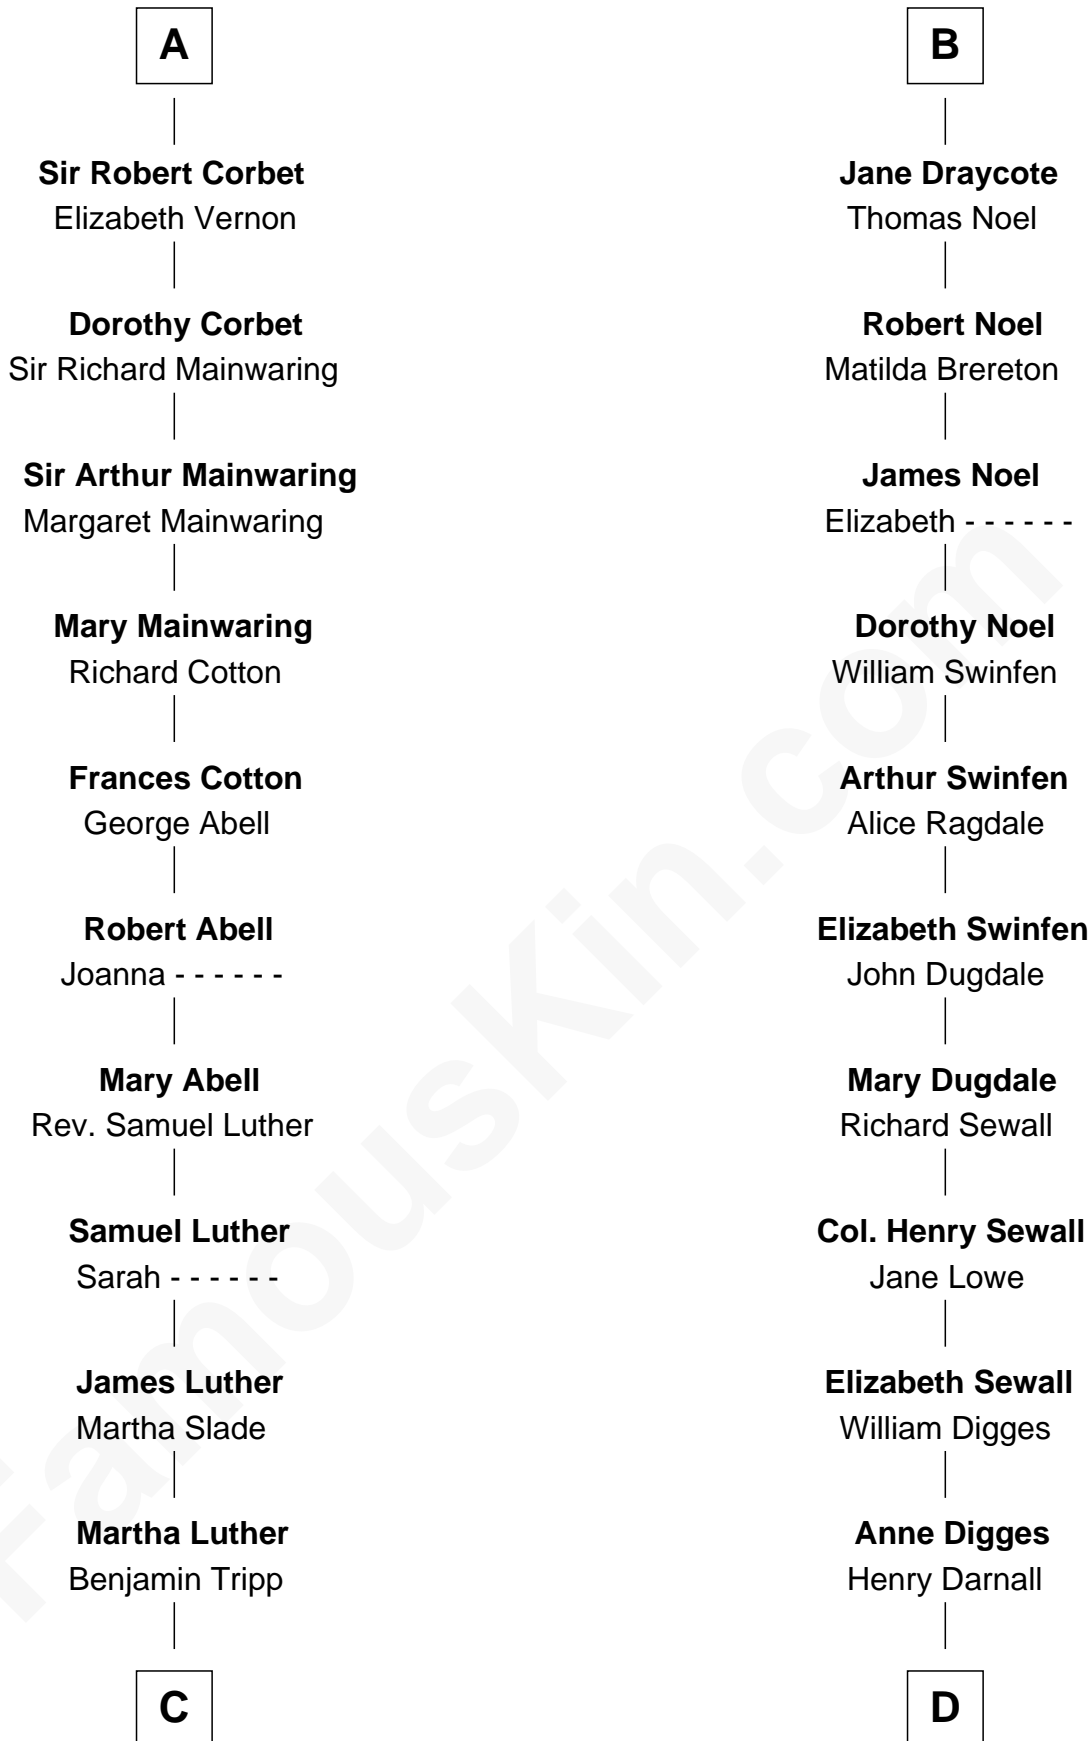 A
Sir Robert Corbet
Elizabeth Vernon
Dorothy Corbet
Sir Richard Mainwaring
Sir Arthur Mainwaring
Margaret Mainwaring
Mary Mainwaring
Richard Cotton
Frances Cotton
George Abell
Robert Abell
Joanna - - - - - -
Mary Abell
Rev. Samuel Luther
Samuel Luther
Sarah - - - - - -
James Luther
Martha Slade
Martha Luther
Benjamin Tripp
C
B
Jane Draycote
Thomas Noel
Robert Noel
Matilda Brereton
James Noel
Elizabeth - - - - - -
Dorothy Noel
William Swinfen
Arthur Swinfen
Alice Ragdale
Elizabeth Swinfen
John Dugdale
Mary Dugdale
Richard Sewall
Col. Henry Sewall
Jane Lowe
Elizabeth Sewall
William Digges
Anne Digges
Henry Darnall
D
FamousKin.com